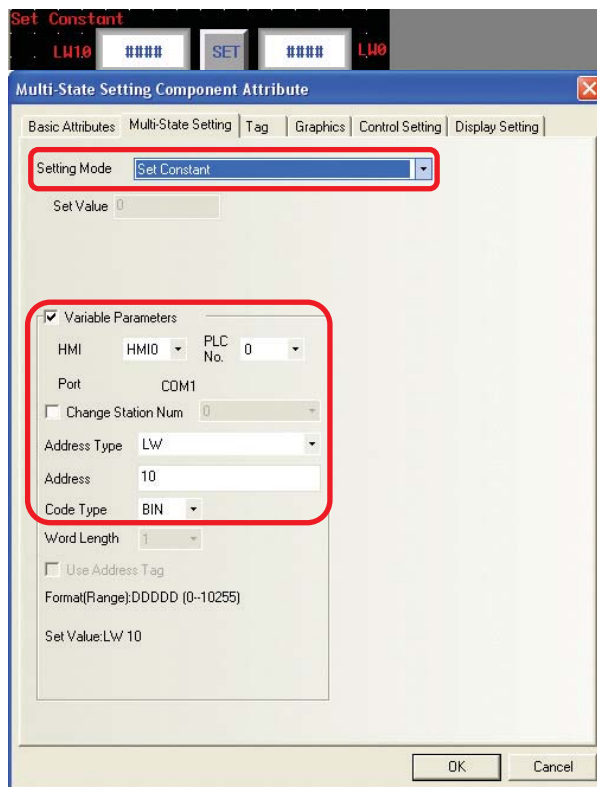 Set Constant
LW10 #### SET #### LW0
Multi-State Setting Component Attribute
Basic Attributes Multi-State Setting Tag Graphics Control Setting Display Setting
Setting Mode Set Constant
Set Value 0
Variable Parameters
HMI HMI0 PLC No. 0
Port COM1
Change Station Num 0
Address Type LW
Address 10
Code Type BIN
Word Length 1
Use Address Tag
Format(Range):DDDDD (0--10255)
Set Value:LW 10
OK Cancel